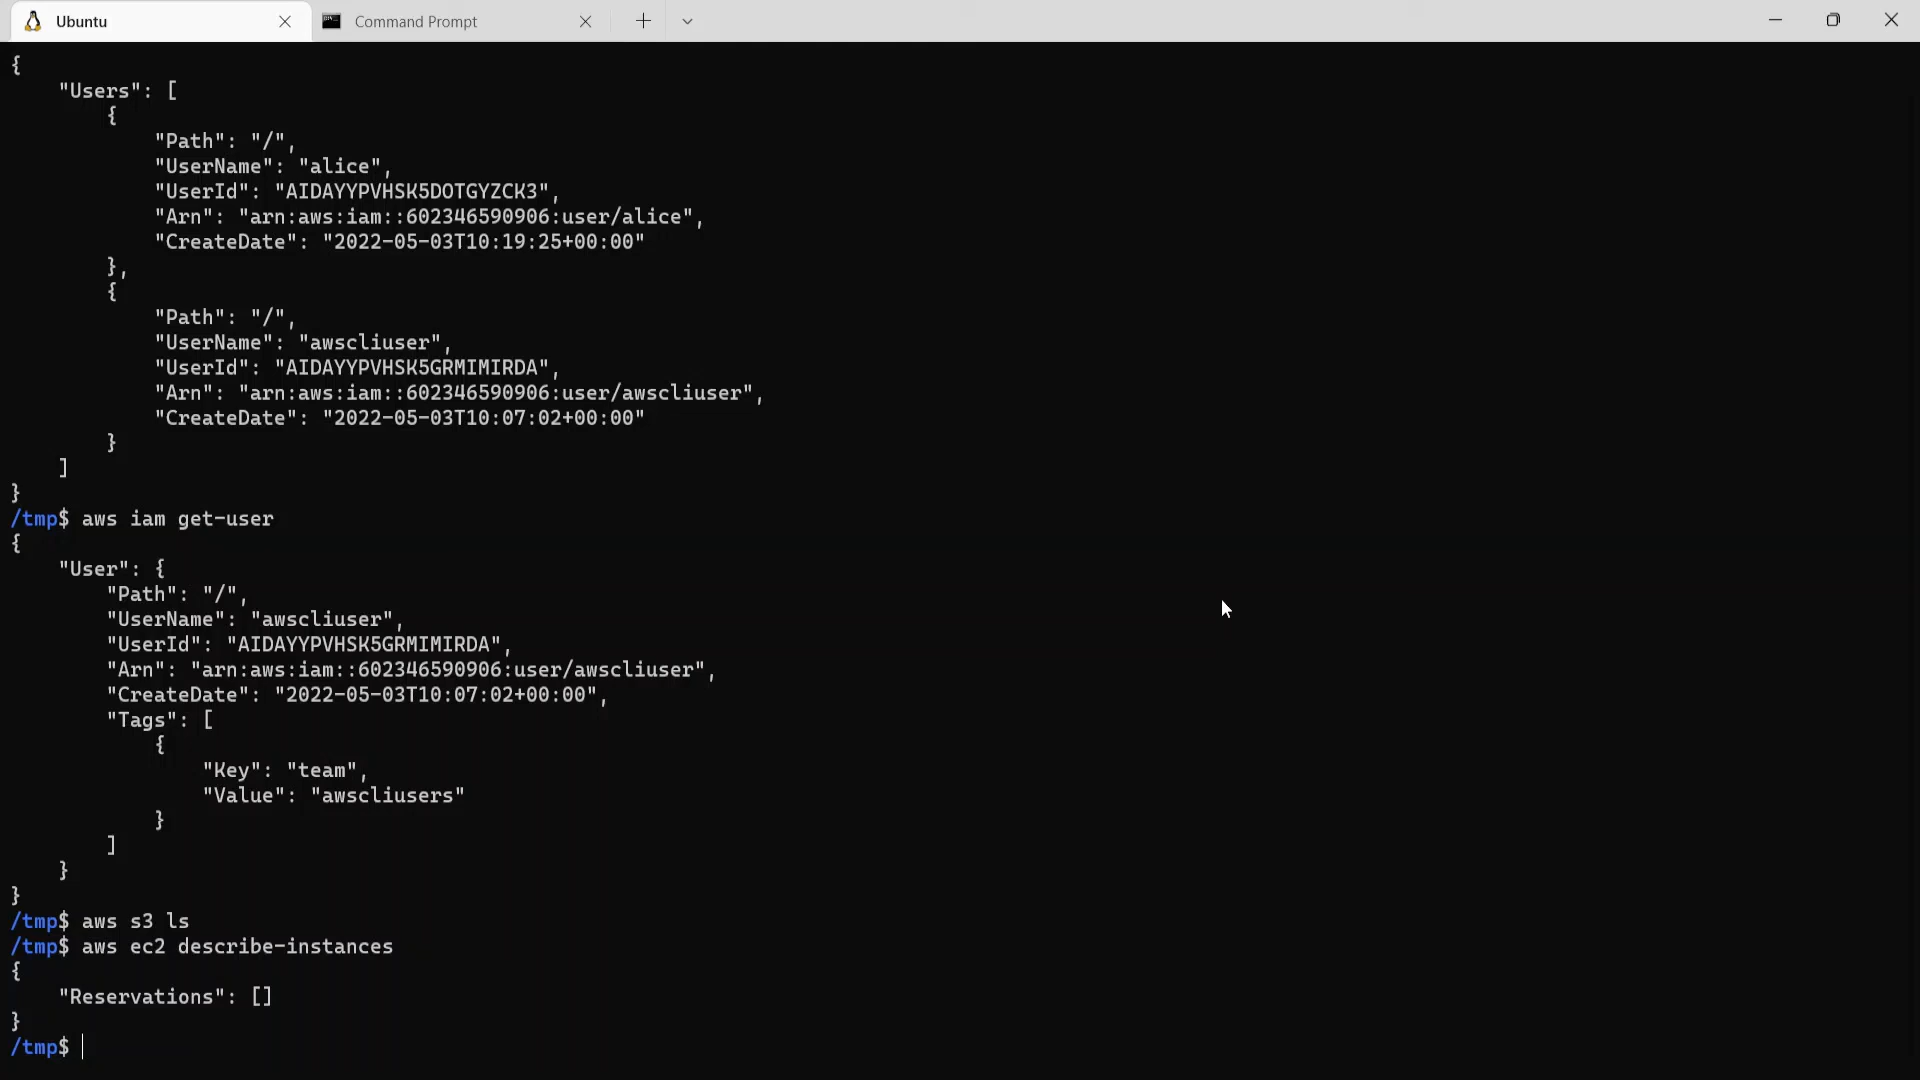 Ubuntu
Command Prompt
{
    "Users": [
        {
            "Path": "/",
            "UserName": "alice",
            "UserId": "AIDAYYPVHSK5DOTGYZCK3",
            "Arn": "arn:aws:iam::602346590906:user/alice",
            "CreateDate": "2022-05-03T10:19:25+00:00"
        },
        {
            "Path": "/",
            "UserName": "awscliuser",
            "UserId": "AIDAYYPVHSK5GRMIMIRDA",
            "Arn": "arn:aws:iam::602346590906:user/awscliuser",
            "CreateDate": "2022-05-03T10:07:02+00:00"
        }
    ]
}
/tmp$ aws iam get-user
{
    "User": {
        "Path": "/",
        "UserName": "awscliuser",
        "UserId": "AIDAYYPVHSK5GRMIMIRDA",
        "Arn": "arn:aws:iam::602346590906:user/awscliuser",
        "CreateDate": "2022-05-03T10:07:02+00:00",
        "Tags": [
            {
                "Key": "team",
                "Value": "awscliusers"
            }
        ]
    }
}
/tmp$ aws s3 ls
/tmp$ aws ec2 describe-instances
{
    "Reservations": []
}
/tmp$